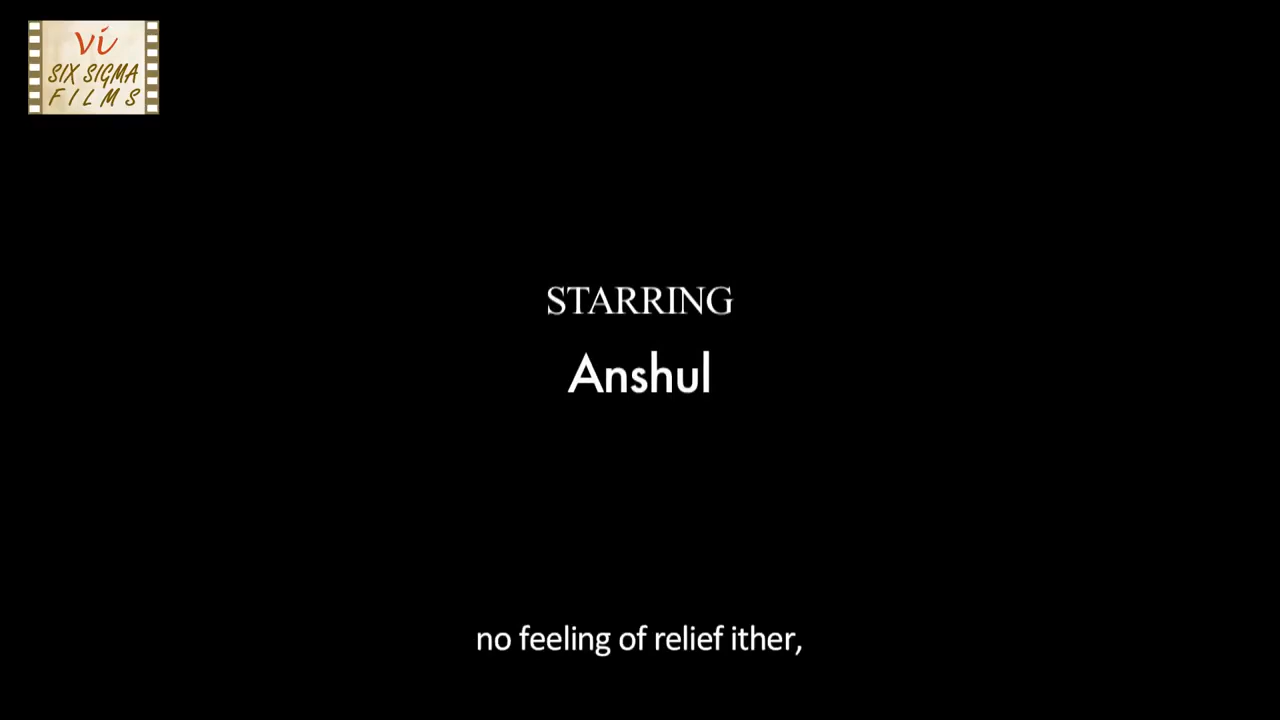 vi
SIX SIGMA
FILMS
STARRING
Anshul
no feeling of relief ither,